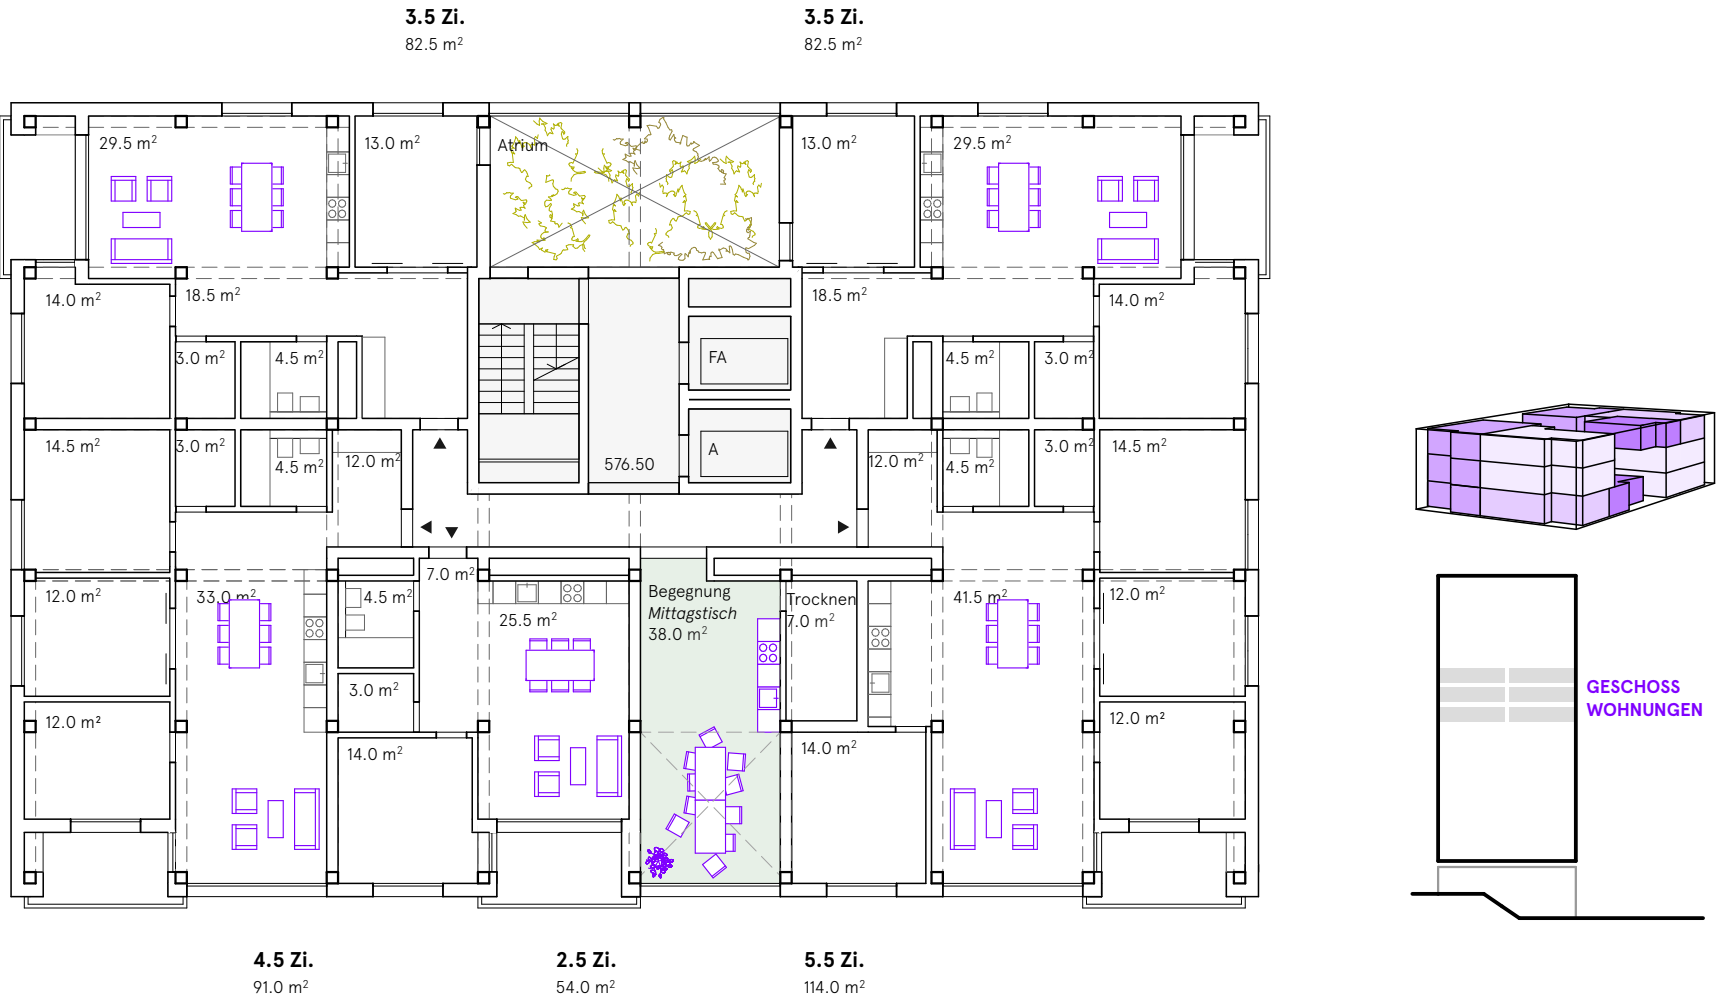 3.5 Zi.
82.5 m²
3.5 Zi.
82.5 m²
29.5 m²
13.0 m²
Atrium
13.0 m²
29.5 m²
14.0 m²
18.5 m²
18.5 m²
14.0 m²
3.0 m²
4.5 m²
FA
4.5 m²
3.0 m²
14.5 m²
3.0 m²
4.5 m²
12.0 m²
576.50
A
12.0 m²
4.5 m²
3.0 m²
14.5 m²
12.0 m²
33.0 m²
4.5 m²
7.0 m²
25.5 m²
Begegnung
Mittagstisch
38.0 m²
Trocknen
7.0 m²
41.5 m²
12.0 m²
3.0 m²
12.0 m²
14.0 m²
14.0 m²
12.0 m²
GESCHOSS
WOHNUNGEN
4.5 Zi.
91.0 m²
2.5 Zi.
54.0 m²
5.5 Zi.
114.0 m²